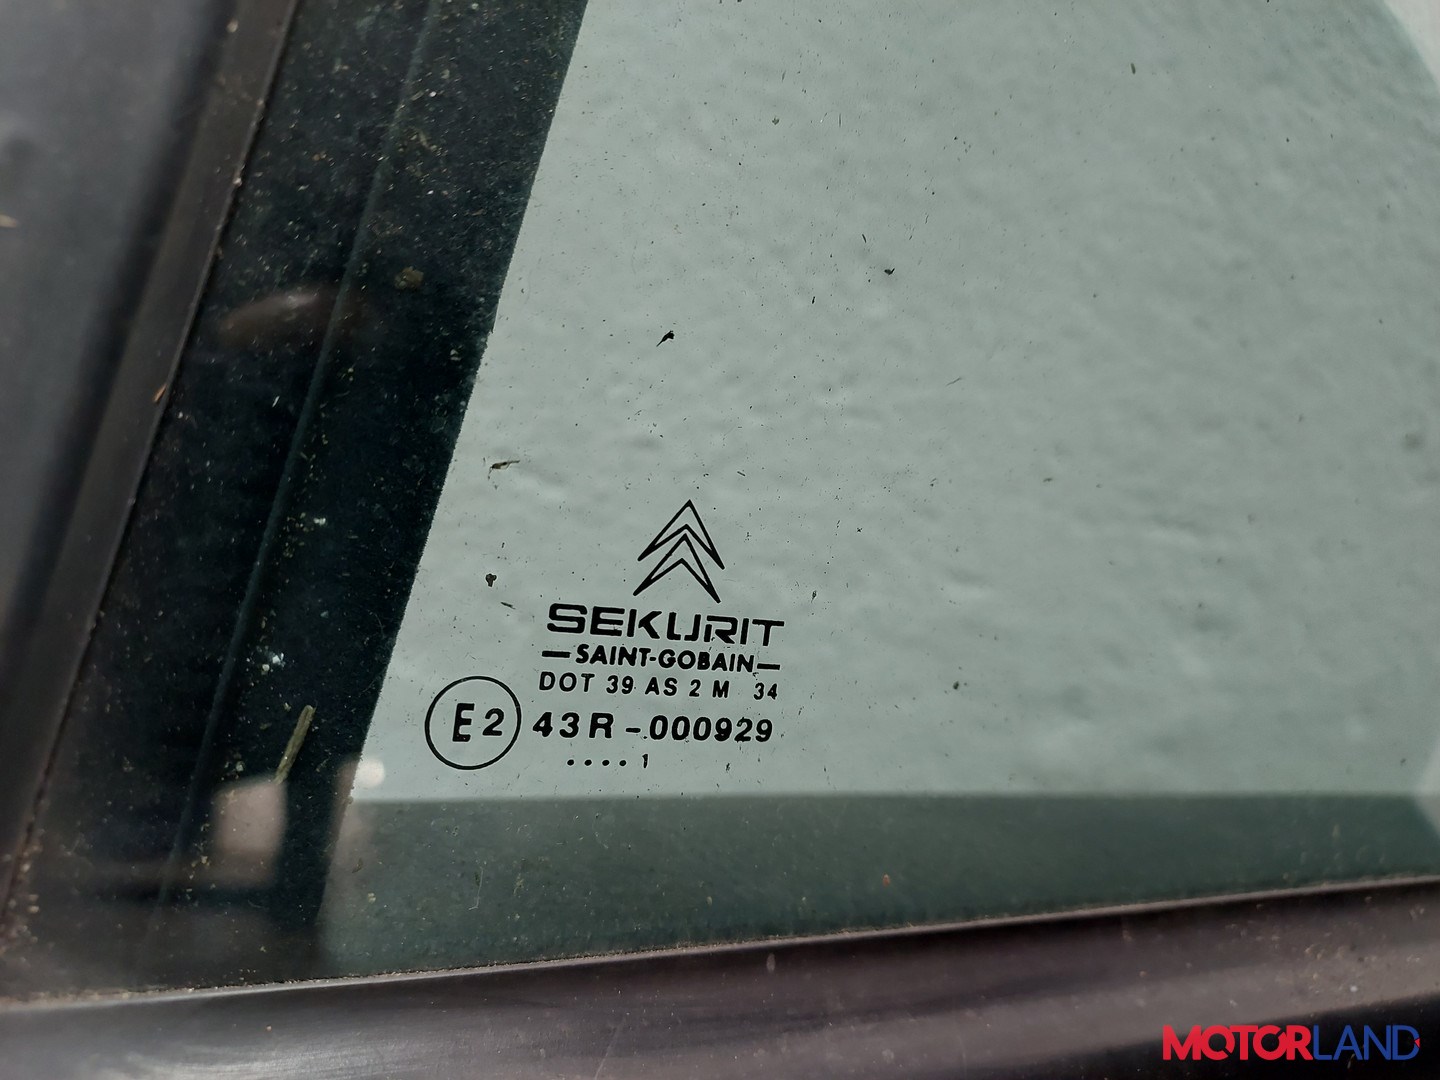 SEKURIT
SAINT-GOBAIN
DOT 39 AS 2 M 34
E2 43R-000929
....1
MOTORLAND